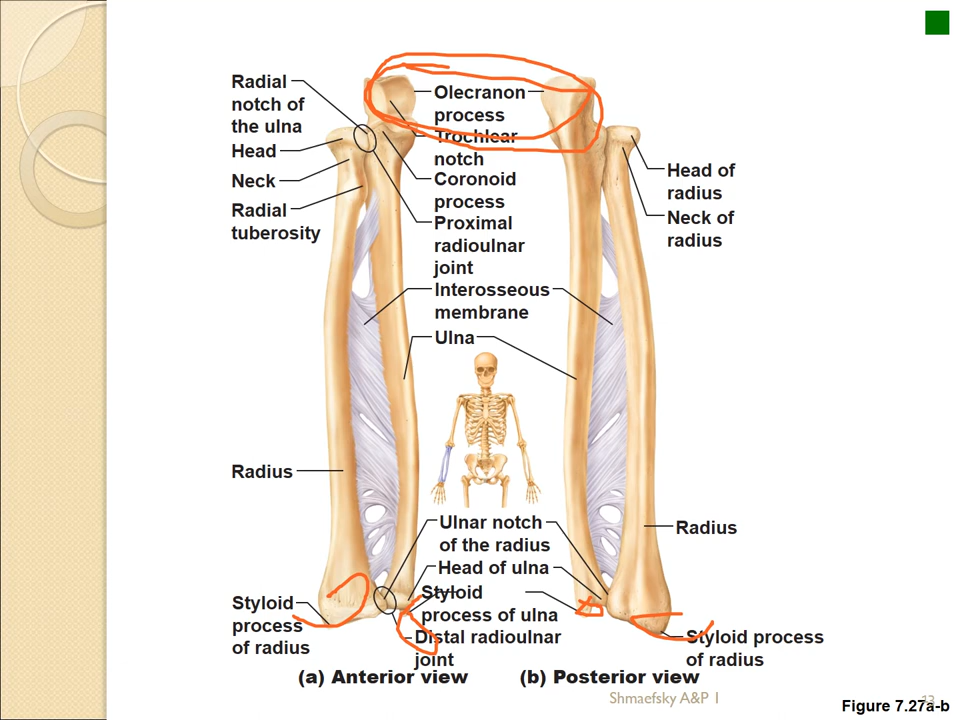 Radial
notch of
the ulna
Head
Neck
Radial
tuberosity
Olecranon
process
Trochlear
notch
Coronoid
process
Proximal
radioulnar
joint
Interosseous
membrane
Ulna
Head of
radius
Neck of
radius
Radius
Ulnar notch
of the radius
Head of ulna
Styloid
process of ulna
Distal radioulnar
joint
Styloid
process
of radius
Radius
Styloid process
of radius
(a) Anterior view
(b) Posterior view
Shmaefsky A&P 1
13
Figure 7.27a-b